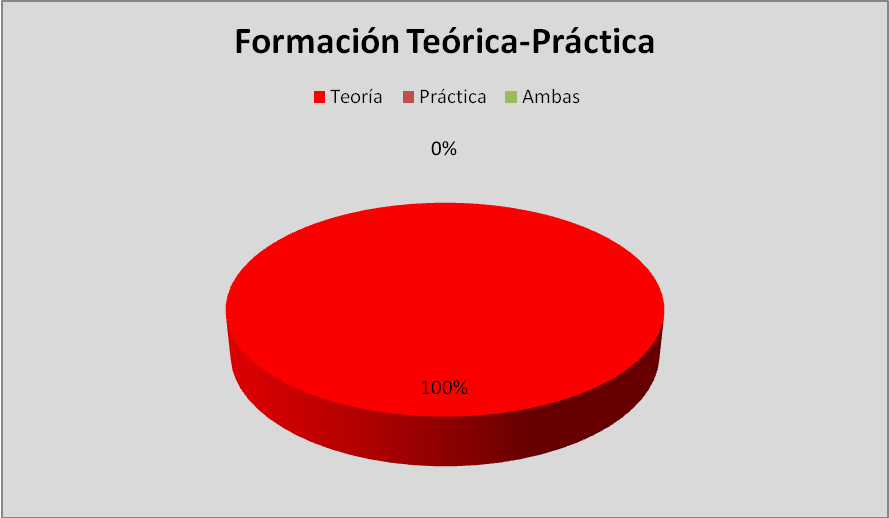 Formación Teórica-Práctica
Teoría Práctica Ambas
0%
100%